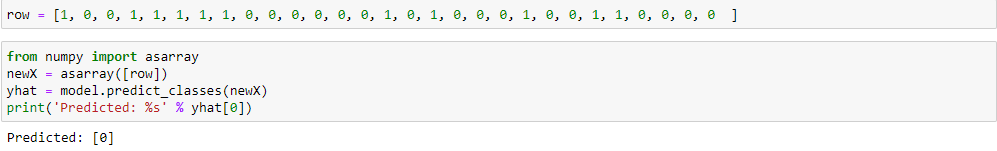 row = [1, 0, 0, 1, 1, 1, 1, 1, 0, 0, 0, 0, 0, 0, 1, 0, 1, 0, 0, 0, 1, 0, 0, 1, 1, 0, 0, 0, 0  ]
from numpy import asarray
newX = asarray([row])
yhat = model.predict_classes(newX)
print('Predicted: %s' % yhat[0])
Predicted: [0]